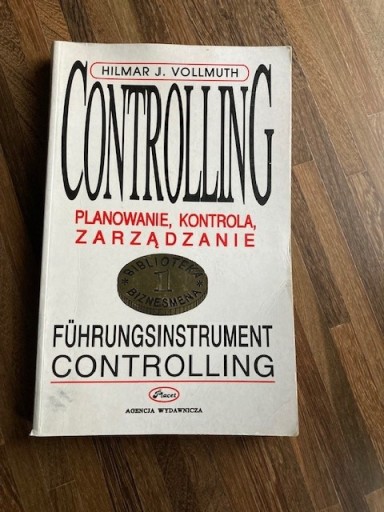 HILMAR J. VOLLMUTH
CONTROLLING
PLANOWANIE, KONTROLA,
ZARZĄDZANIE
BIBLIOTEKA
1
BIZNESMENA
FÜHRUNGSINSTRUMENT
CONTROLLING
Placet
AGENCJA WYDAWNICZA